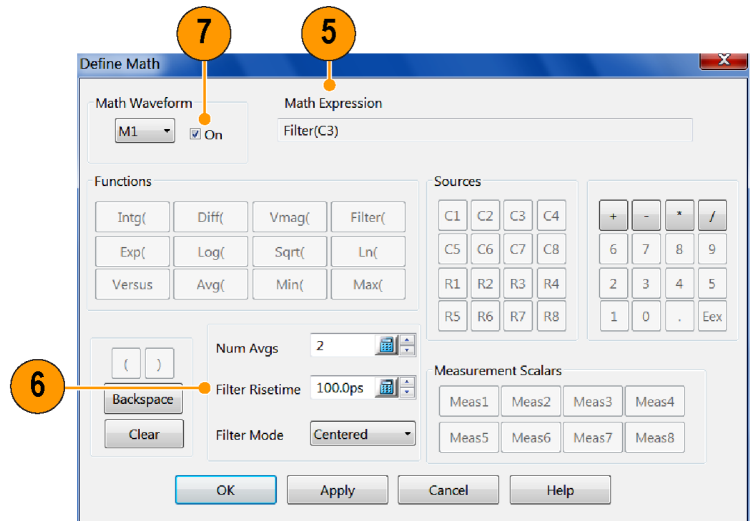 7
5
Define Math
X
Math Waveform
Math Expression
M1
On
Filter(C3)
Functions
Sources
Intg(
Diff(
Vmag(
Filter(
C1
C2
C3
C4
+
-
*
/
Exp(
Log(
Sqrt(
Ln(
C5
C6
C7
C8
6
7
8
9
Versus
Avg(
Min(
Max(
R1
R2
R3
R4
2
3
4
5
R5
R6
R7
R8
1
0
.
Eex
(
)
Num Avgs
2
6
Backspace
Filter Risetime
100.0ps
Measurement Scalars
Meas1
Meas2
Meas3
Meas4
Clear
Filter Mode
Centered
Meas5
Meas6
Meas7
Meas8
OK
Apply
Cancel
Help